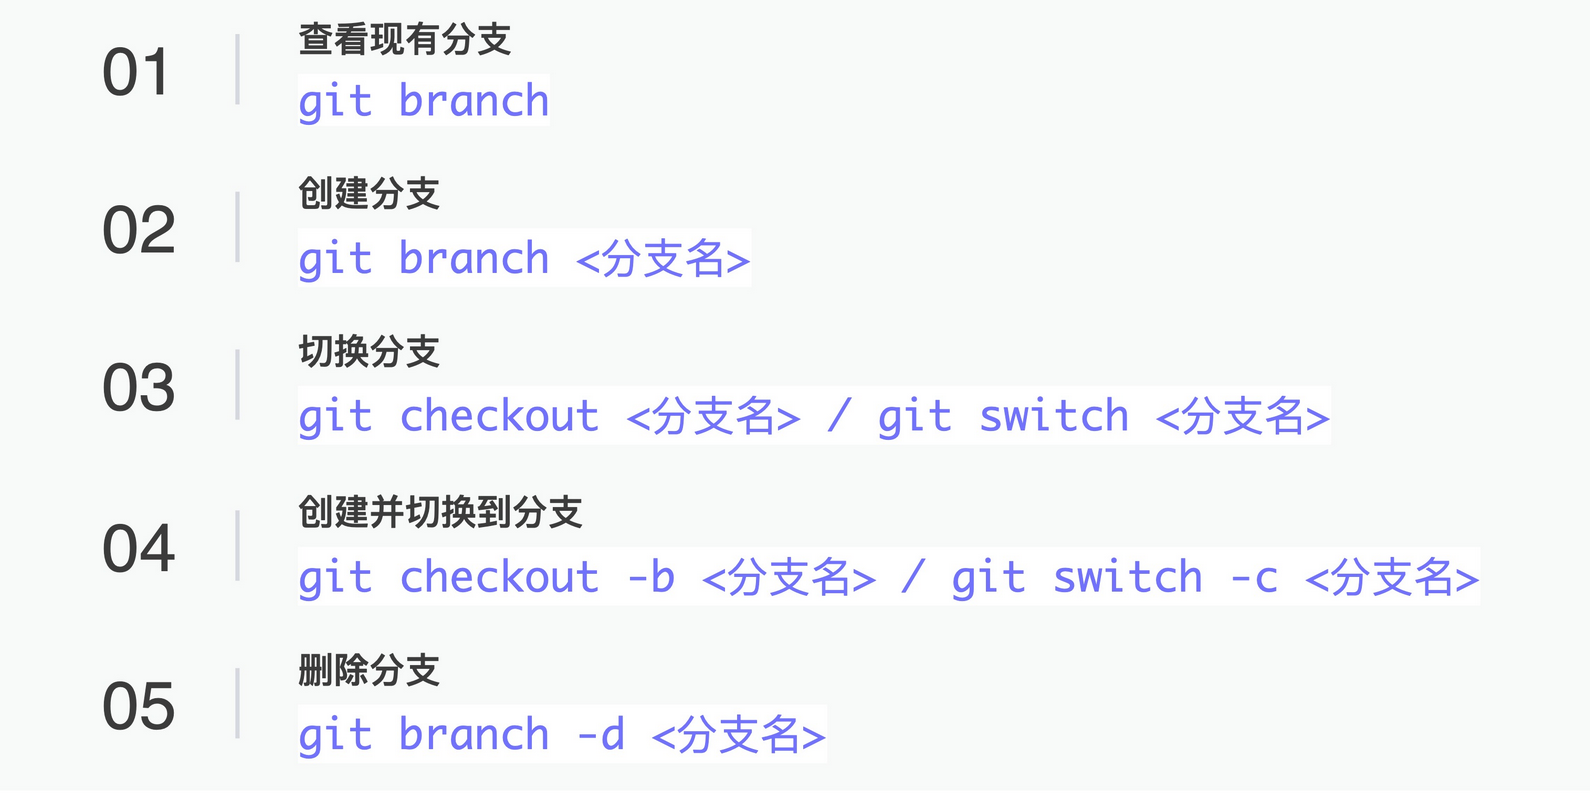 01
查看现有分支
git branch
02
创建分支
git branch <分支名>
03
切换分支
git checkout <分支名> / git switch <分支名>
04
创建并切换到分支
git checkout -b <分支名> / git switch -c <分支名>
05
删除分支
git branch -d <分支名>